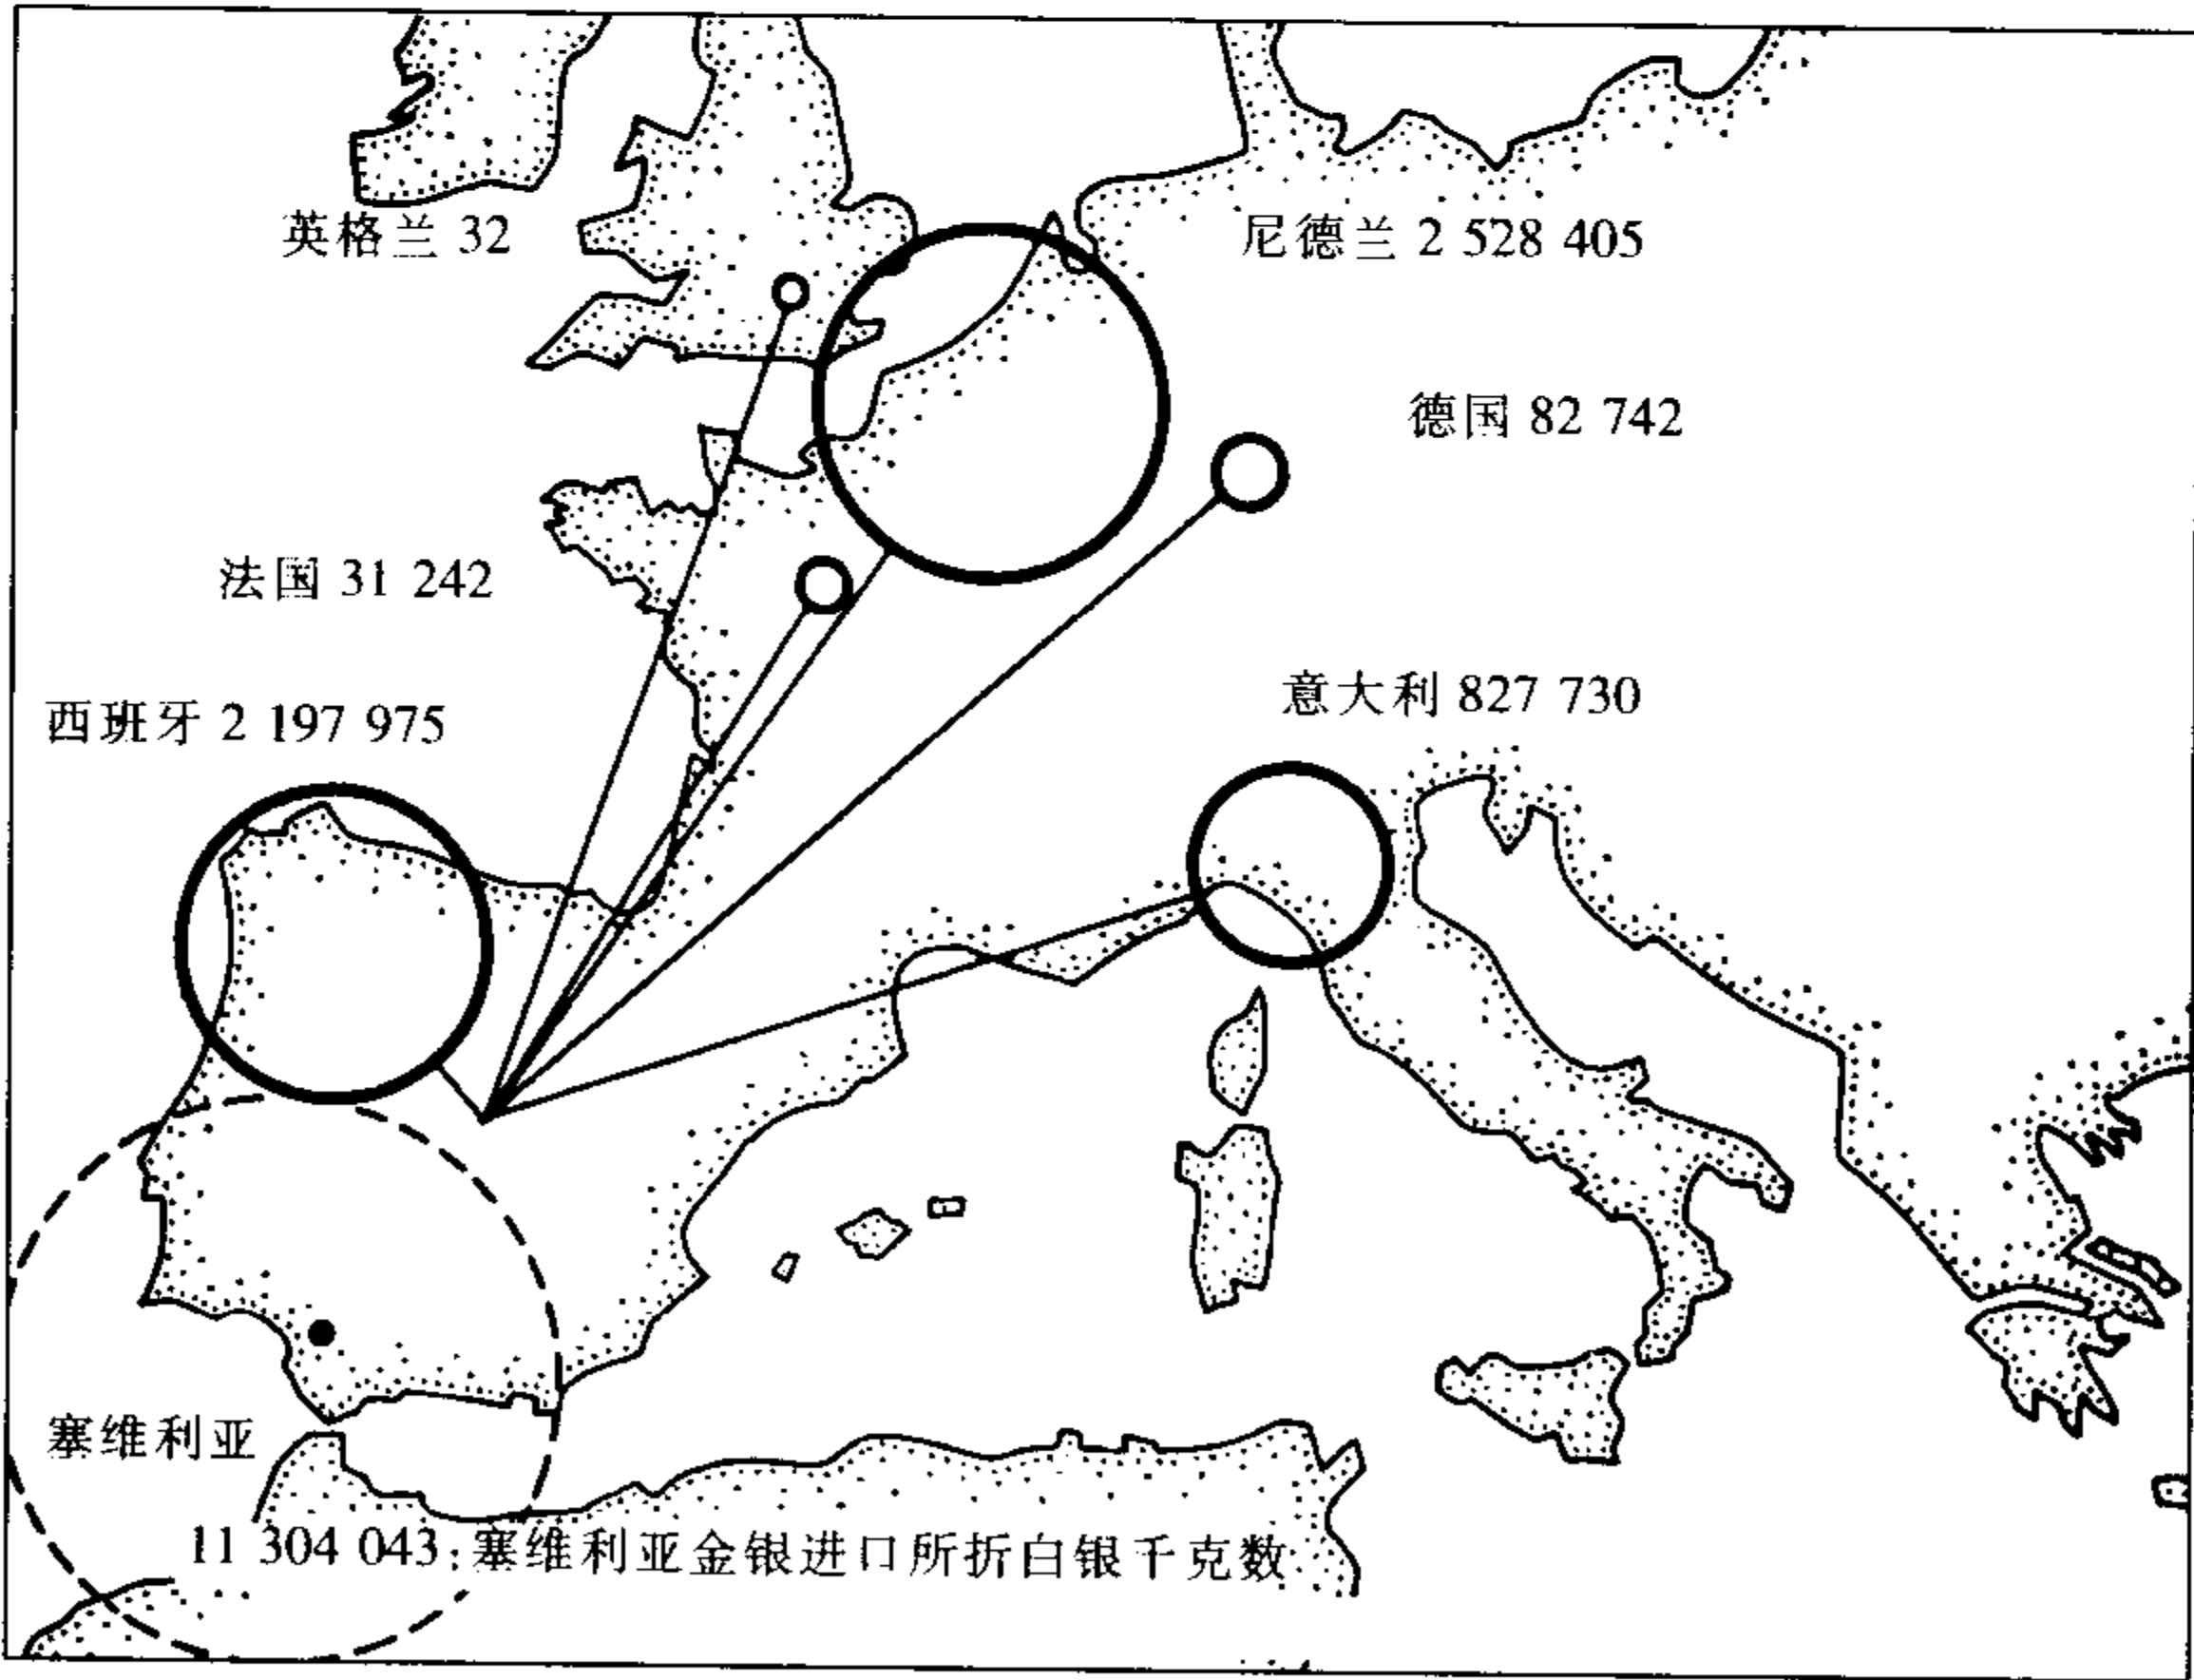 英格兰 32
尼德兰 2 528 405
德国 82 742
法国 31 242
意大利 827 730
西班牙 2 197 975
塞维利亚
11 304 043:塞维利亚金银进口所折白银千克数